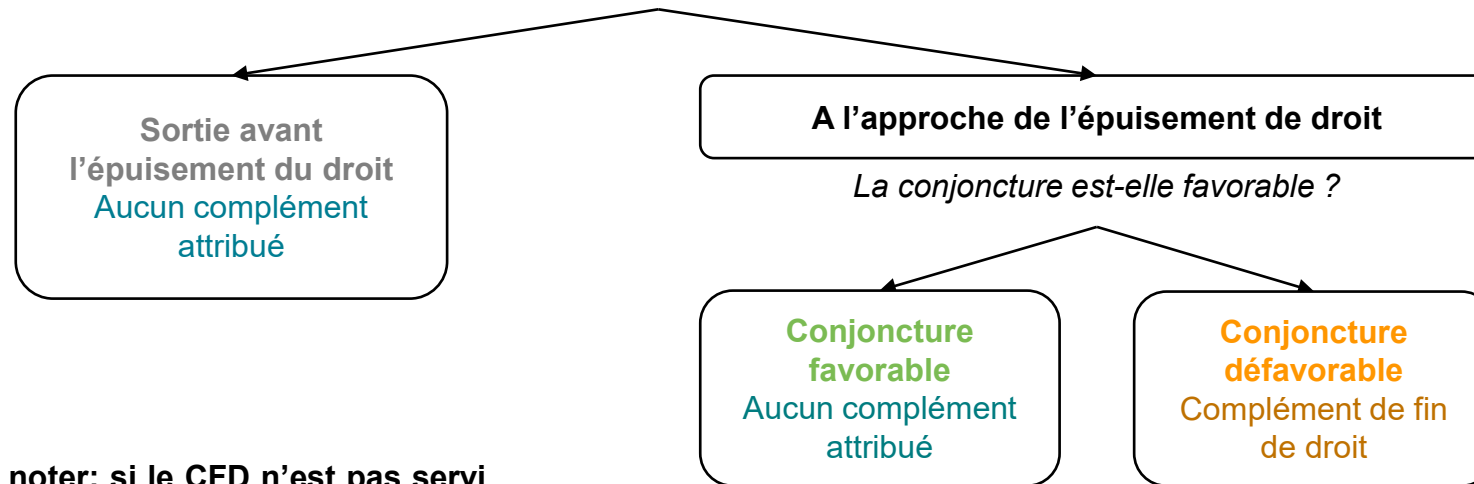 Sortie avant
l'épuisement du droit
Aucun complément
attribué
A l'approche de l'épuisement de droit
La conjoncture est-elle favorable ?
Conjoncture
favorable
Aucun complément
attribué
Conjoncture
défavorable
Complément de fin
de droit
noter: si le CFD n'est pas servi